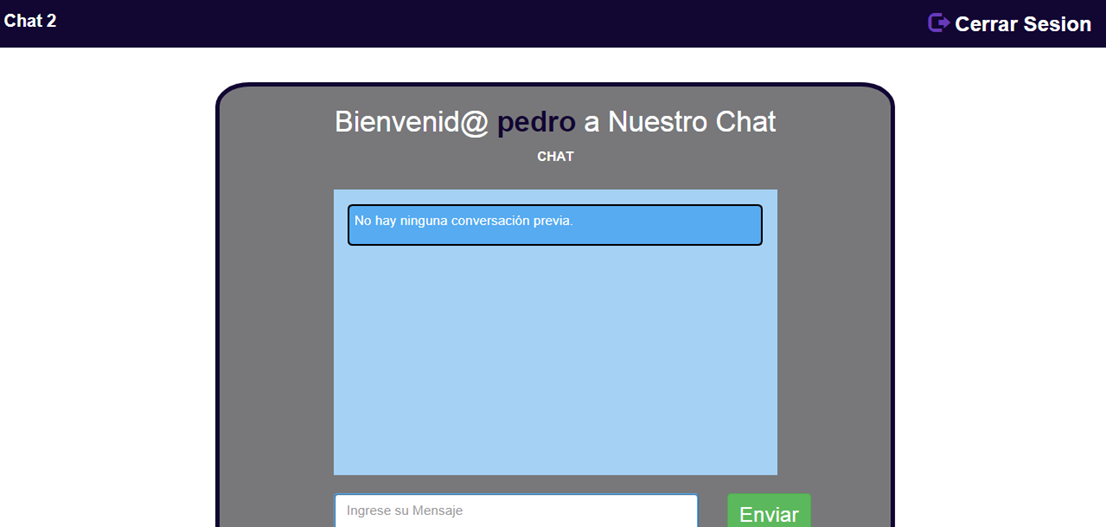 Chat 2
Cerrar Sesion
Bienvenid@ pedro a Nuestro Chat
CHAT
No hay ninguna conversación previa.
Ingrese su Mensaje
Enviar